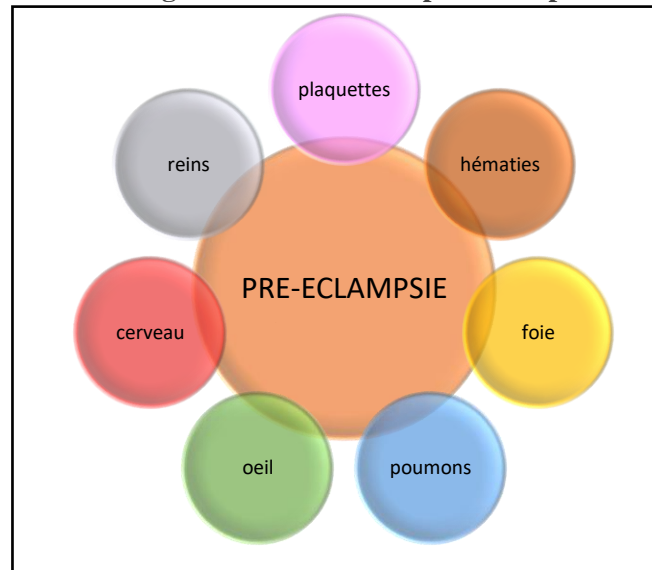 plaquettes
reins
hématies
PRE-ECLAMPSIE
cerveau
foie
oeil
poumons